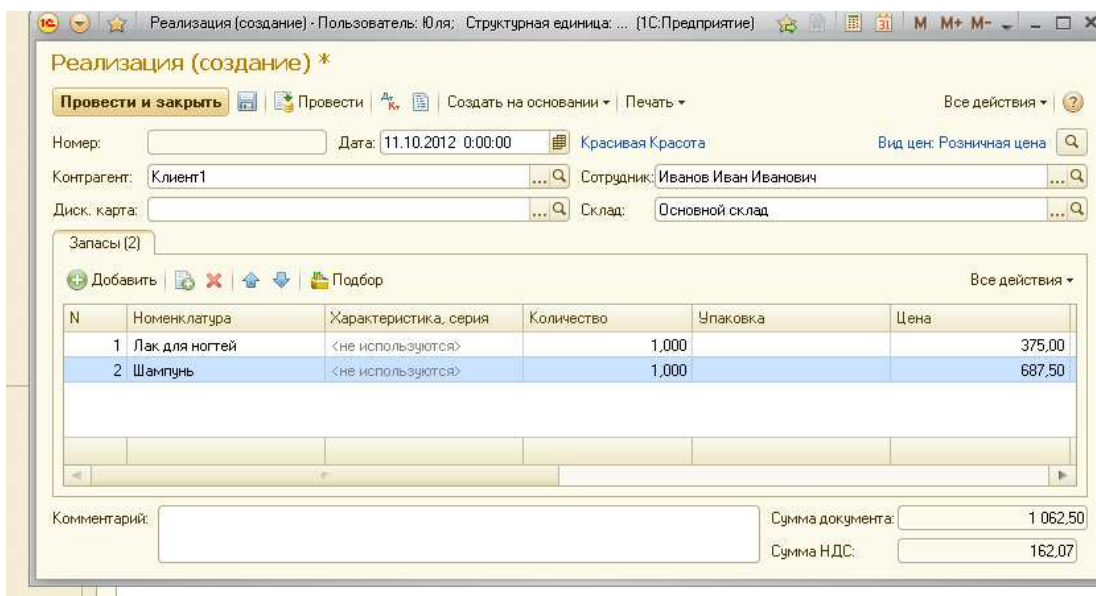 Реализация (создание) - Пользователь: Юля; Структурная единица: ... (1С:Предприятие) M M+ M-
Реализация (создание) *
Провести и закрыть Провести Дт Кт Создать на основании Печать Все действия ?
Номер: Дата: 11.10.2012 0:00:00 Красивая Красота Вид цен: Розничная цена
Контрагент: Клиент1 ... Сотрудник: Иванов Иван Иванович ...
Диск. карта: ... Склад: Основной склад ...
Запасы (2)
Добавить Подбор Все действия
N Номенклатура Характеристика, серия Количество Упаковка Цена
1 Лак для ногтей <не используются> 1,000 375,00
2 Шампунь <не используются> 1,000 687,50
Комментарий: Сумма документа: 1 062,50
Сумма НДС: 162,07